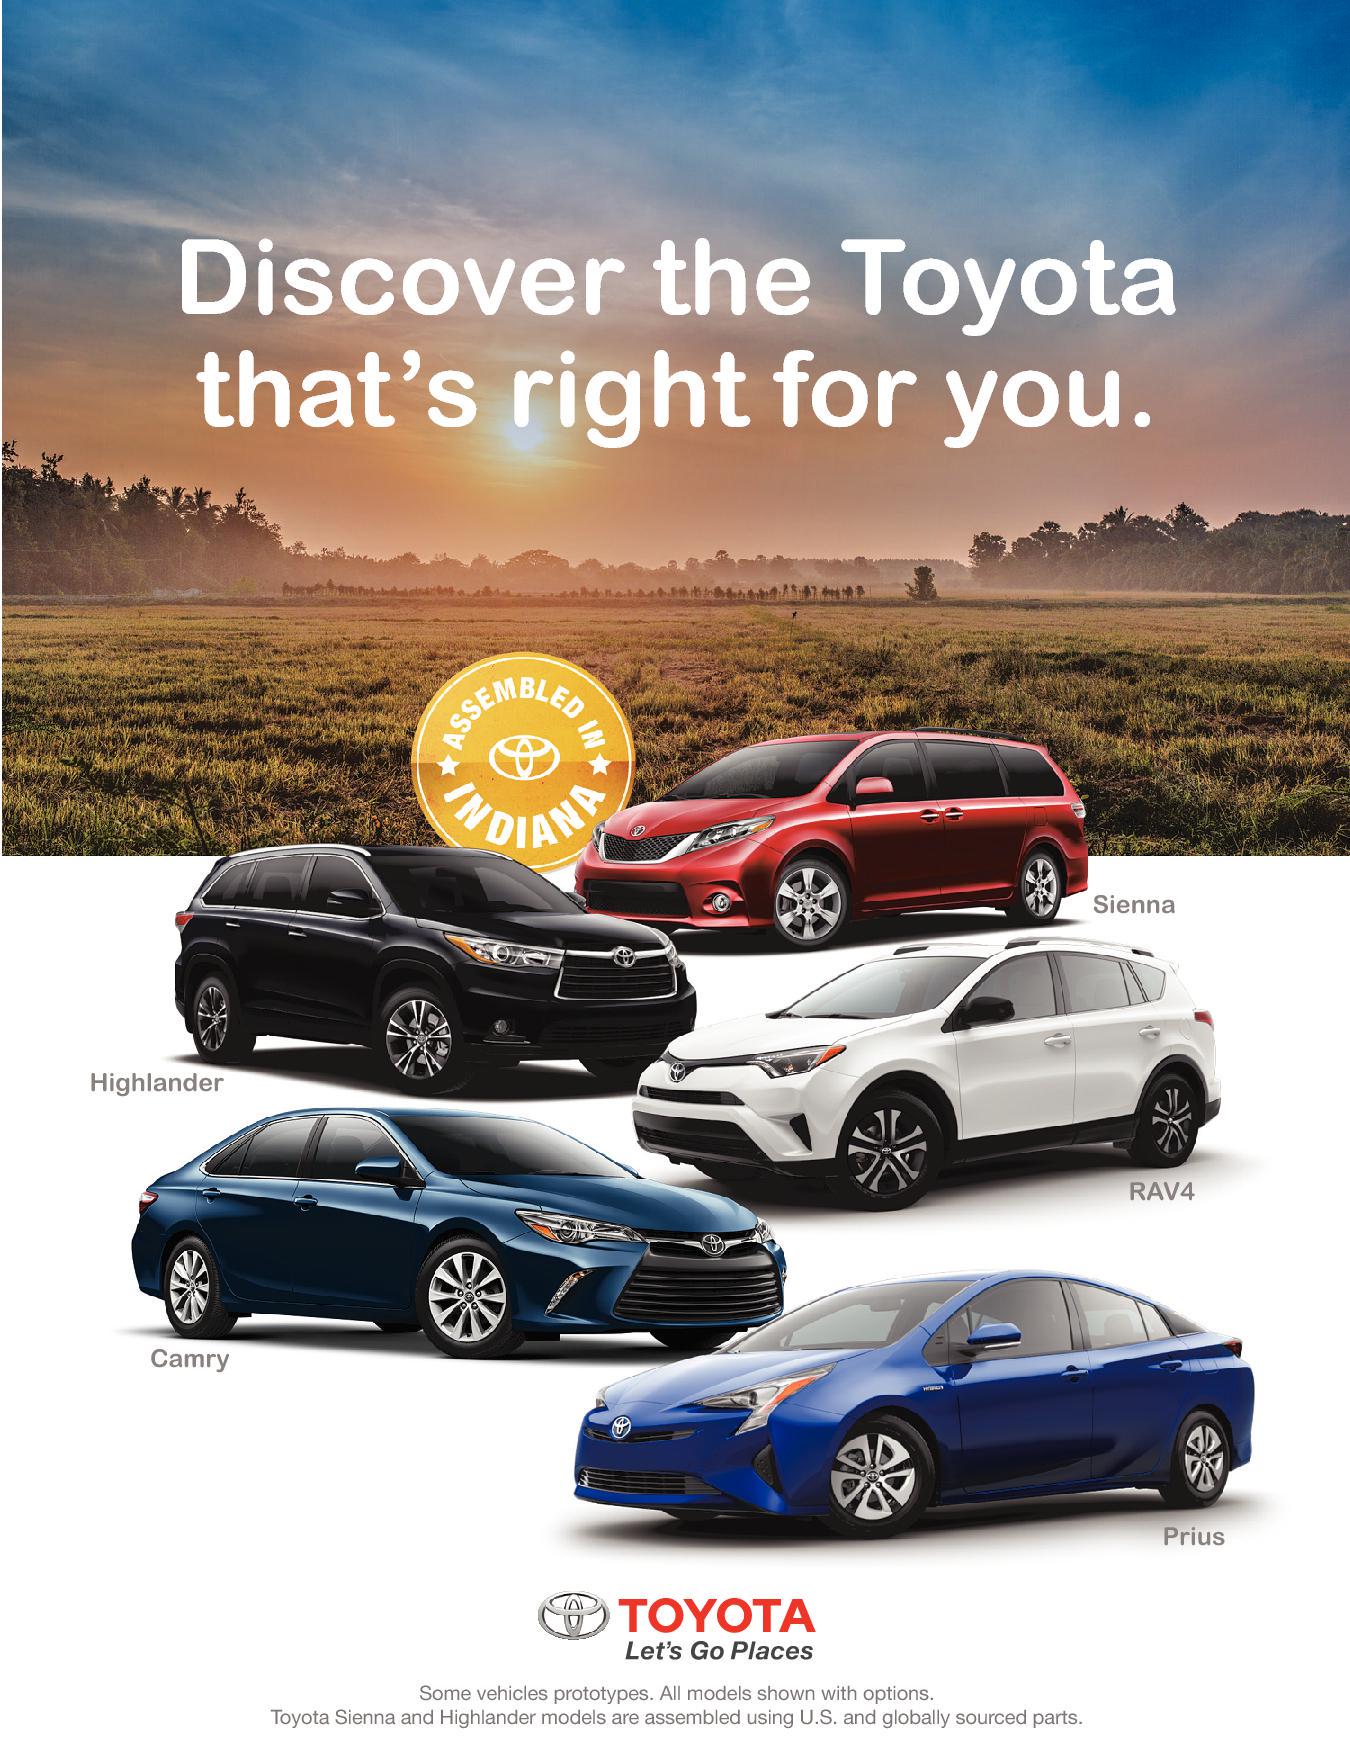 Discover the Toyota
that’s right for you.
ASSEMBLED IN
INDIANA
Sienna
Highlander
RAV4
Camry
HYBRID
Prius
TOYOTA
Let’s Go Places
Some vehicles prototypes. All models shown with options.
Toyota Sienna and Highlander models are assembled using U.S. and globally sourced parts.